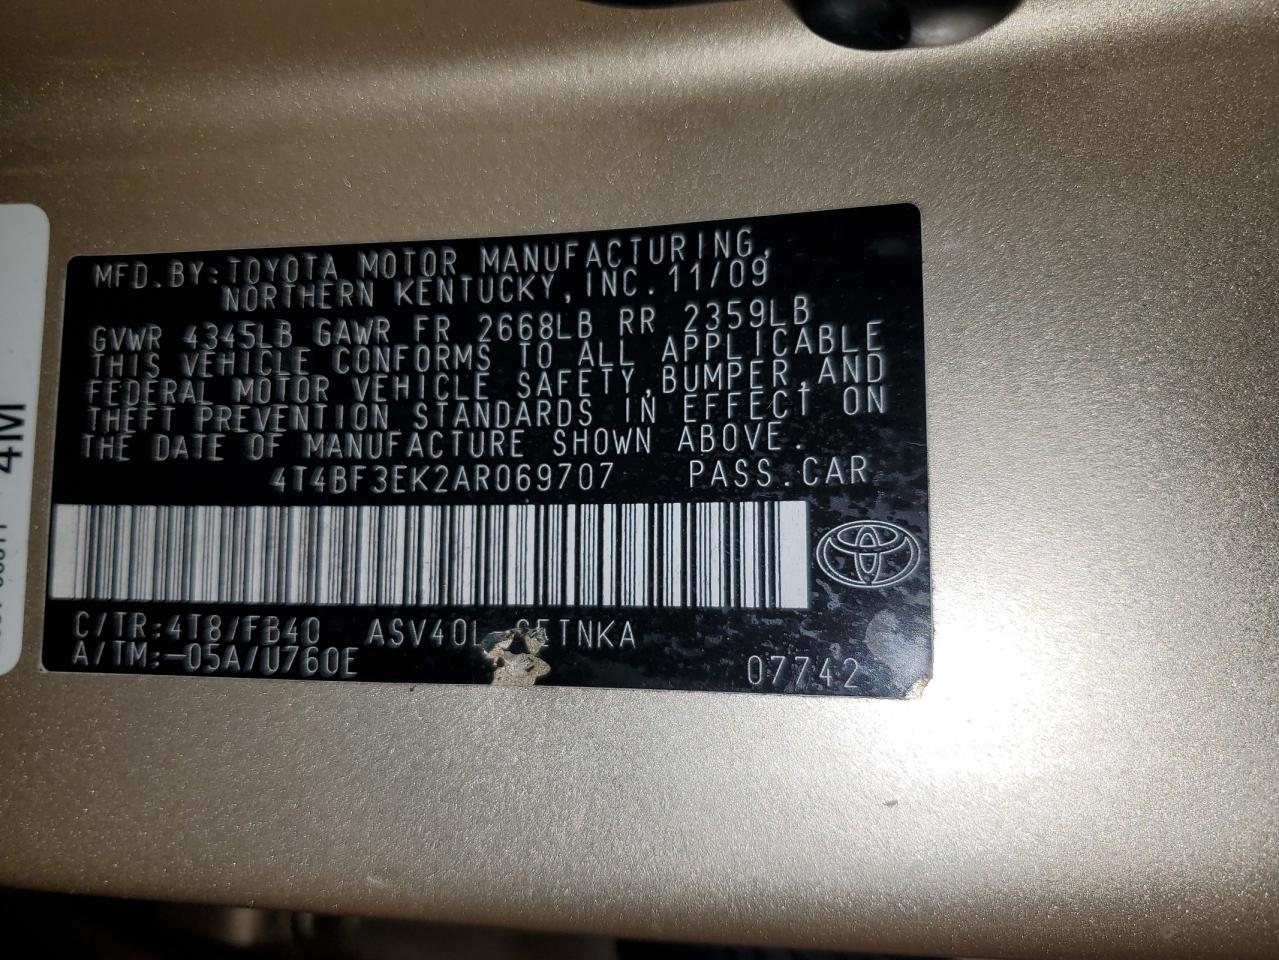 MFD.BY:TOYOTA MOTOR MANUFACTURING,
NORTHERN KENTUCKY,INC.11/09
GVWR 4345LB GAWR FR 2668LB RR 2359LB
THIS VEHICLE CONFORMS TO ALL APPLICABLE
FEDERAL MOTOR VEHICLE SAFETY,BUMPER,AND
THEFT PREVENTION STANDARDS IN EFFECT ON
THE DATE OF MANUFACTURE SHOWN ABOVE.
4T4BF3EK2AR069707 PASS.CAR
C/TR:4T8/FB40 ASV40L
A/TM:-05A/U760E 07742
4M